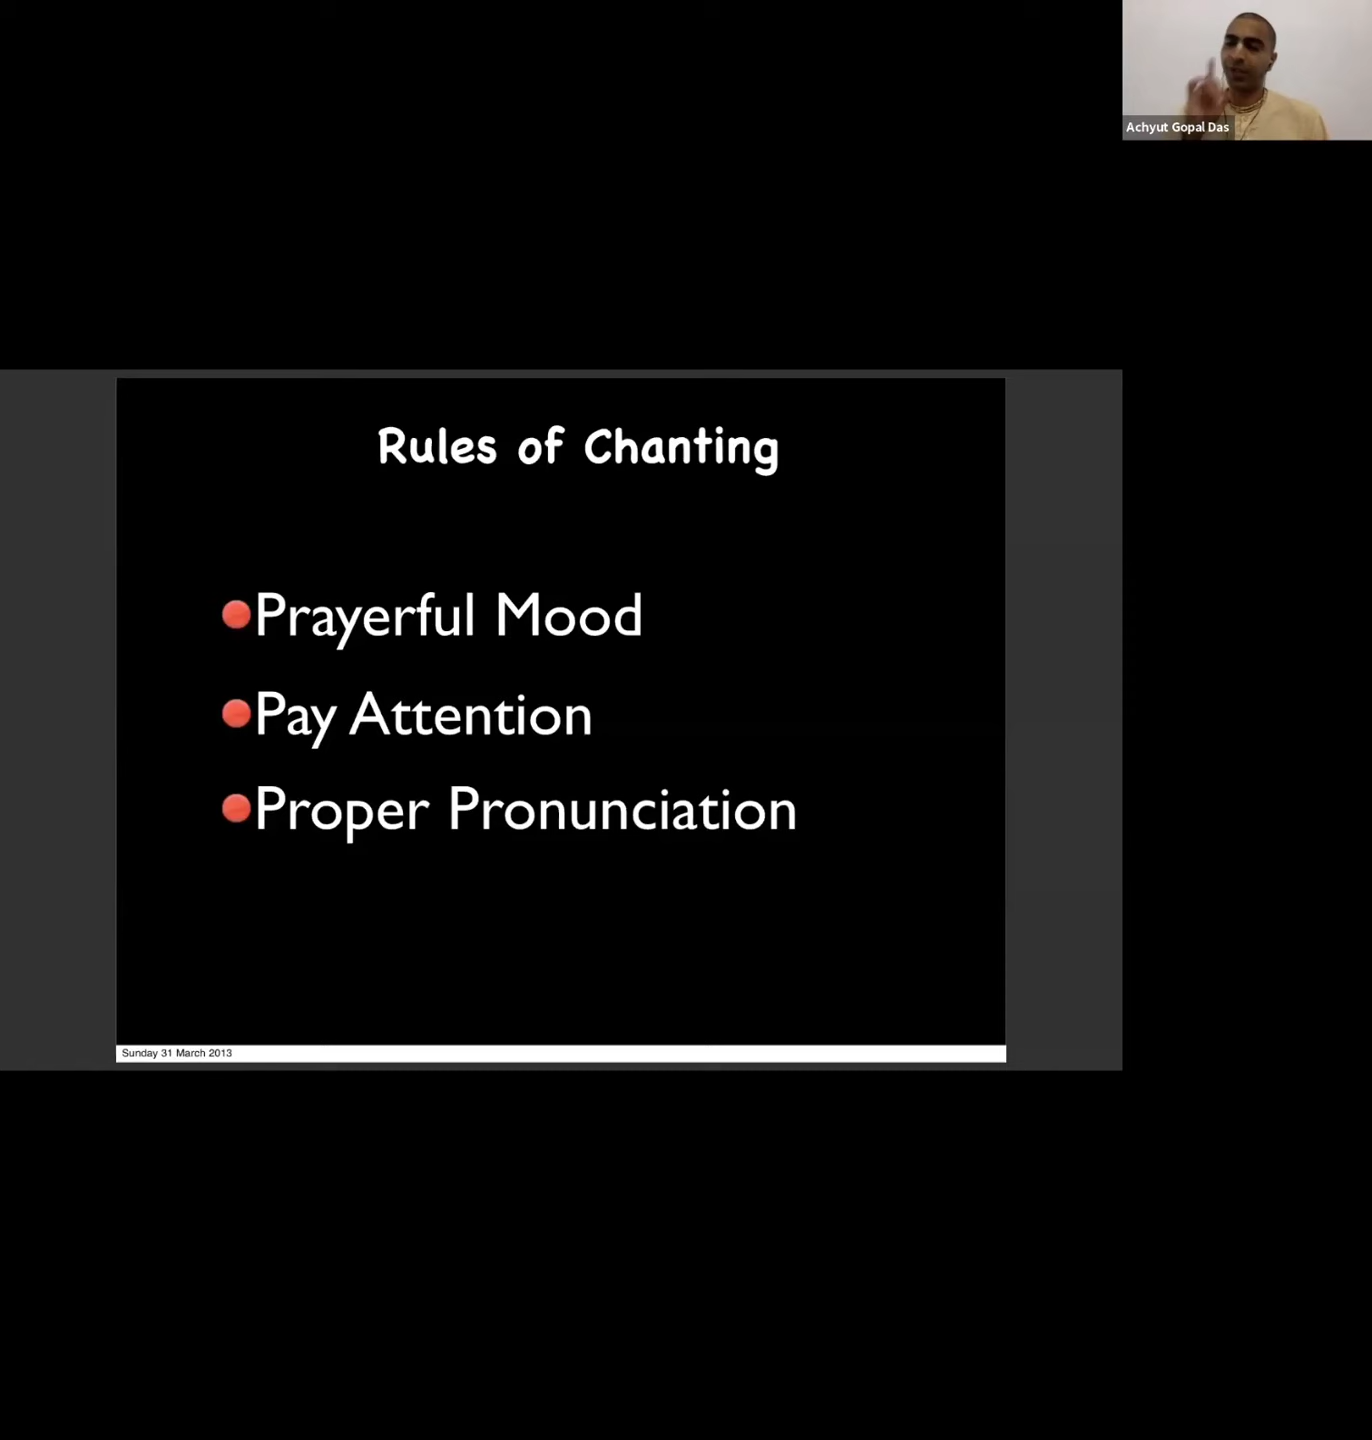 Achyut Gopal Das
Rules of Chanting
Prayerful Mood
Pay Attention
Proper Pronunciation
Sunday 31 March 2013